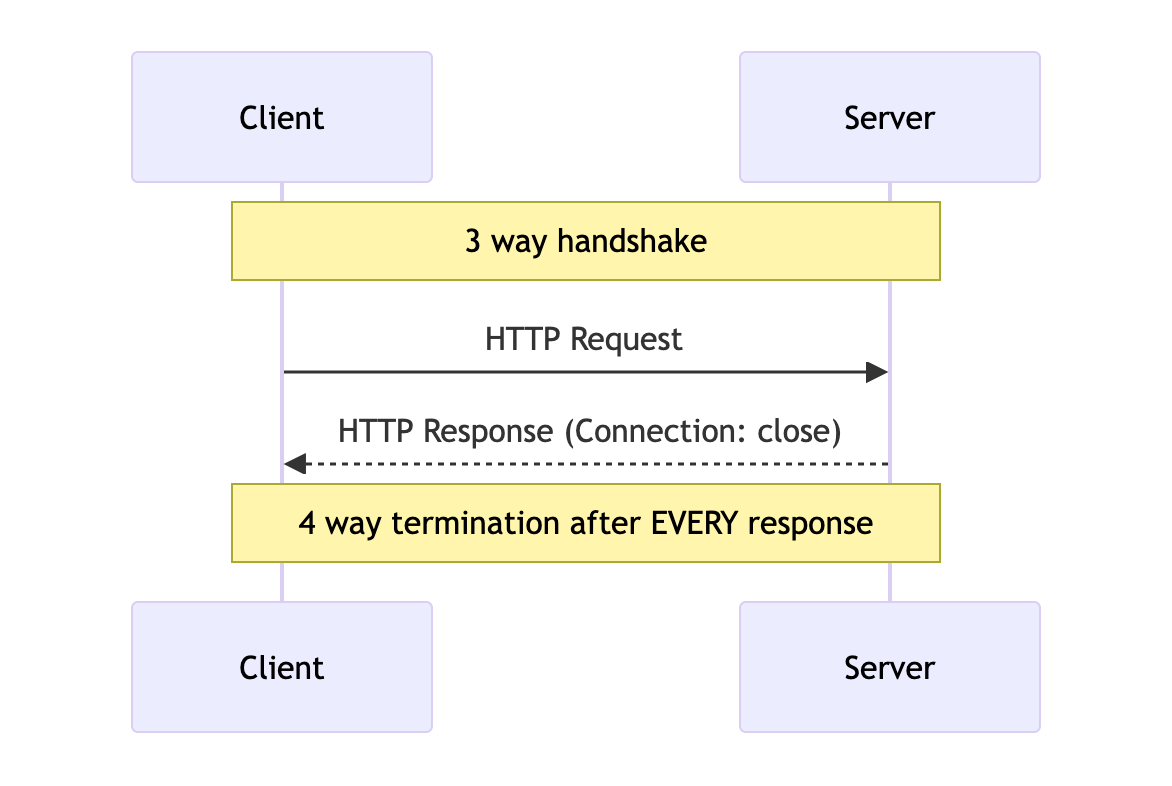 Client
Server
3 way handshake
HTTP Request
HTTP Response (Connection: close)
4 way termination after EVERY response
Client
Server